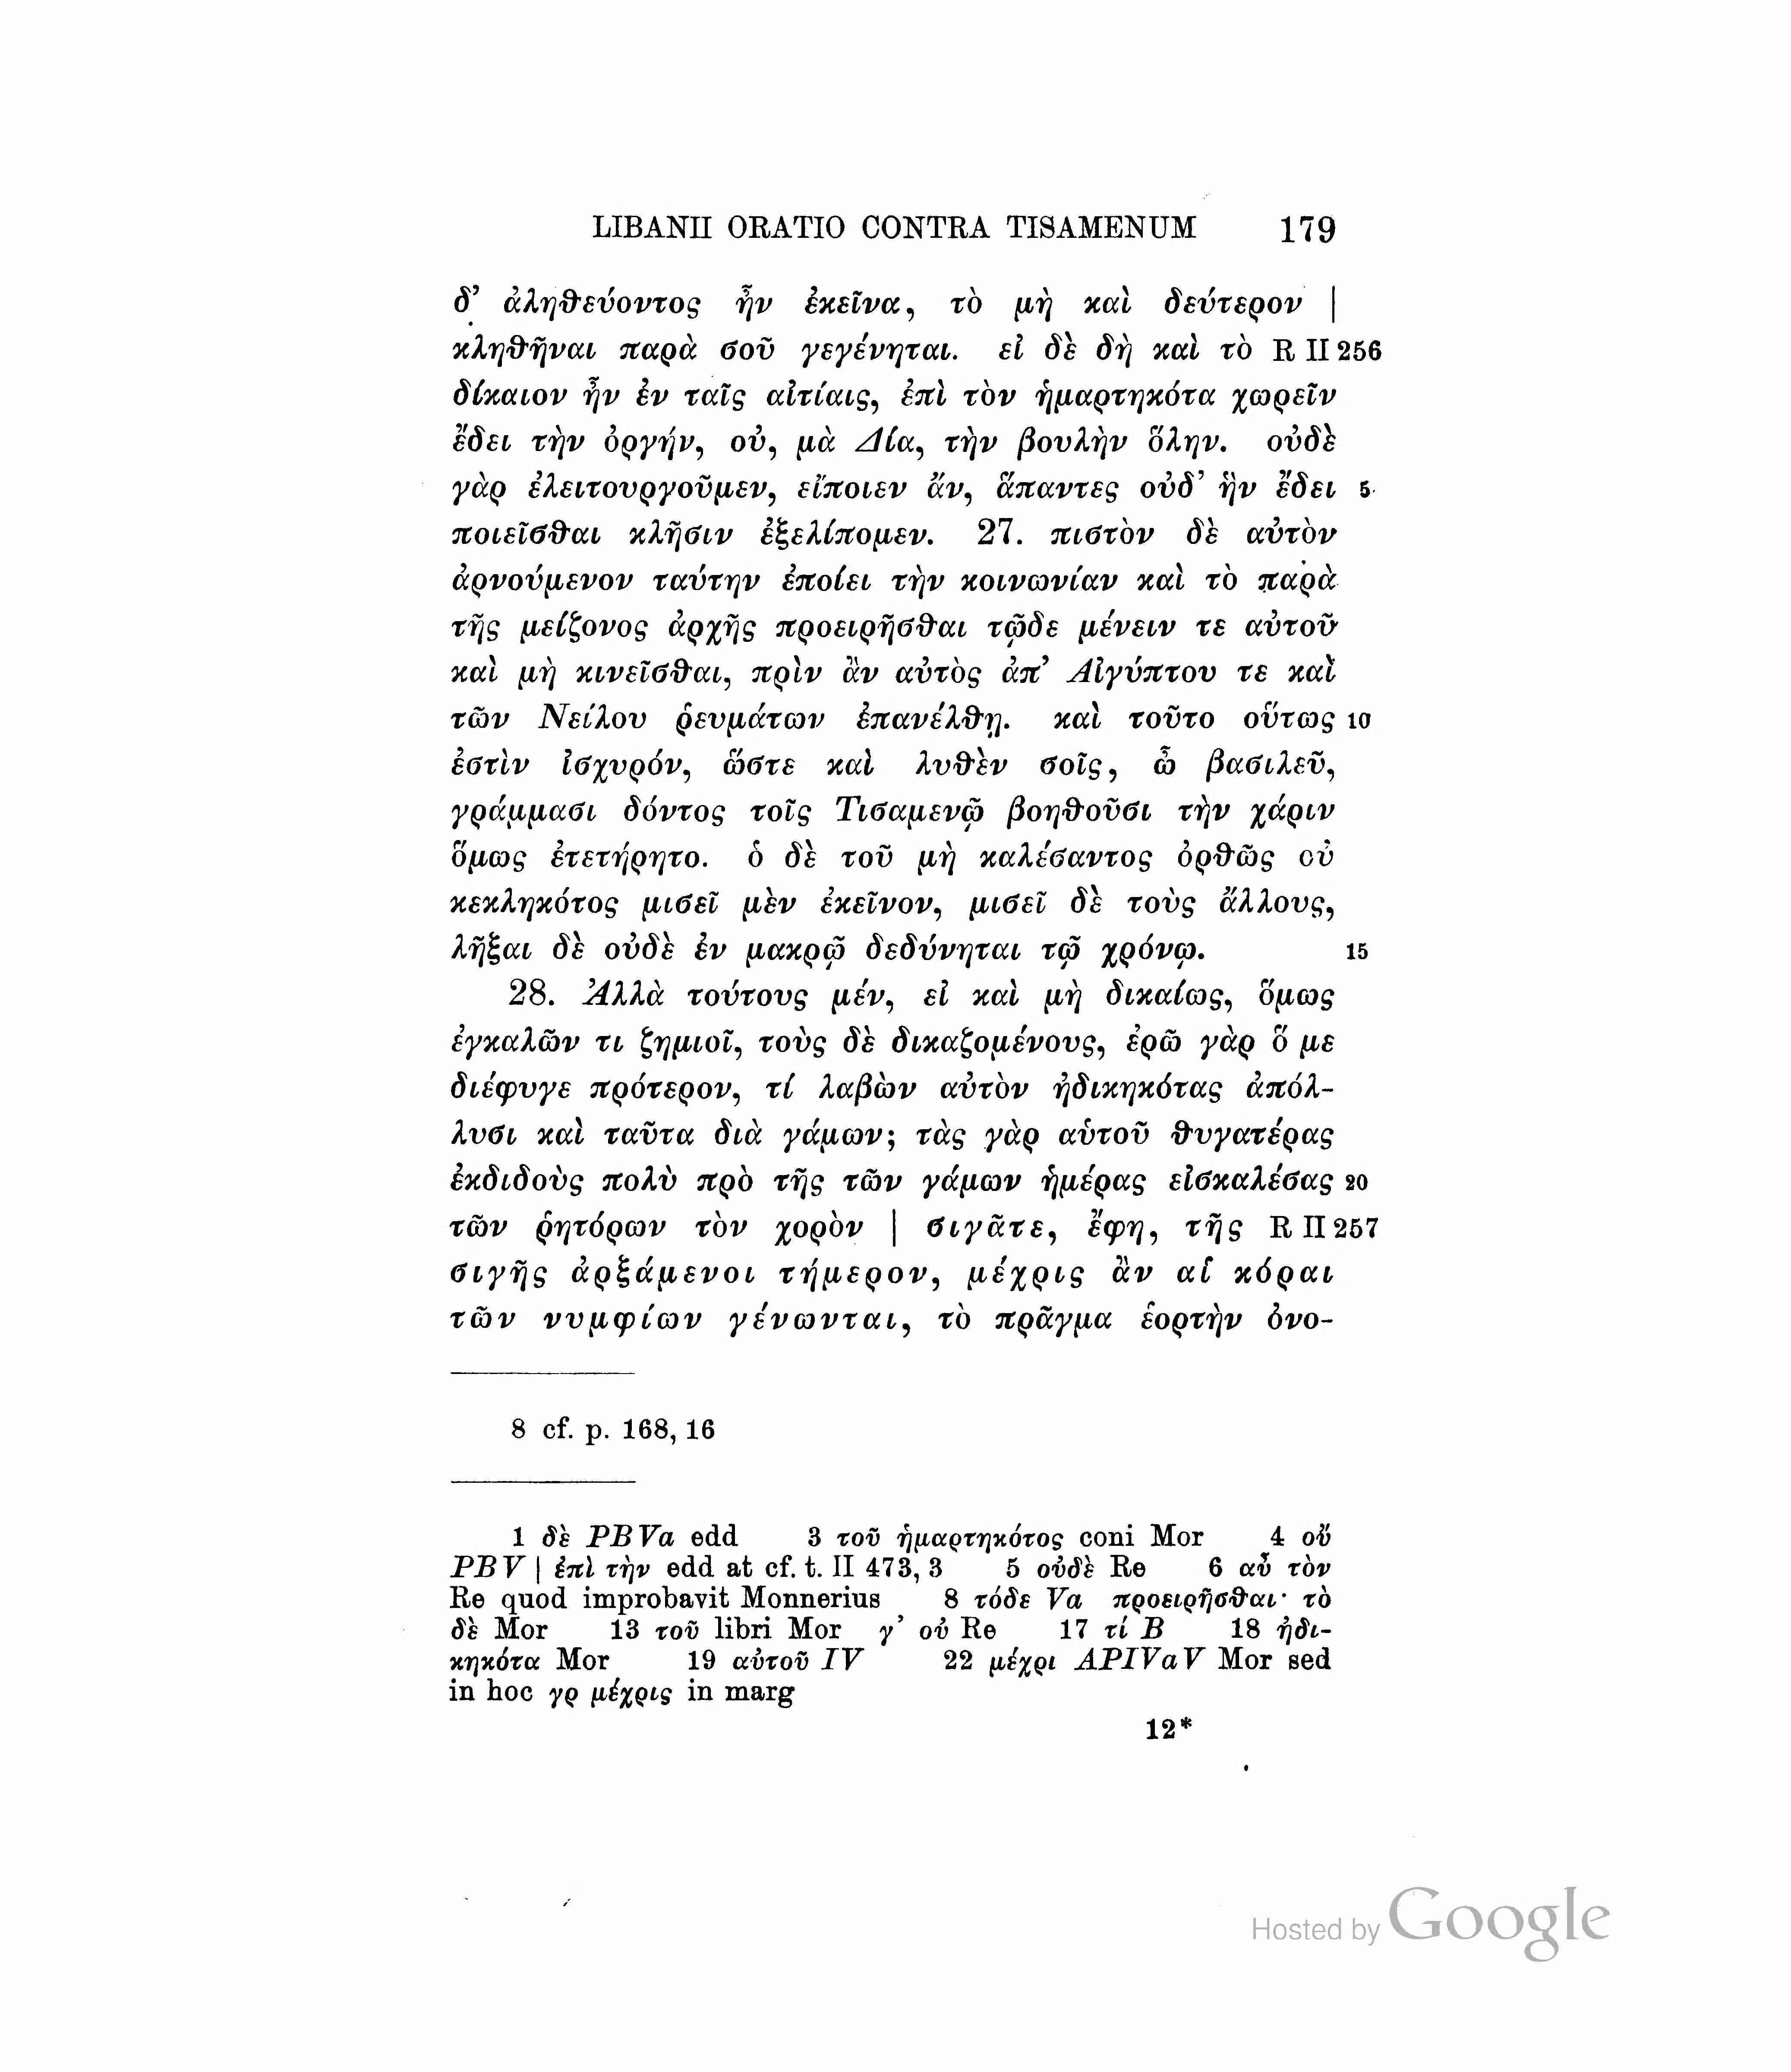 LIBANII ORATIO CONTRA TISAMENUM 179
δ’ ἀληθεύοντος ἦν ἐκεῖνα, τὸ μὴ καὶ δεύτερον |
κληθῆναι παρὰ σοῦ γεγένηται. εἰ δὲ δὴ καὶ τὸ R II 256
δίκαιον ἦν ἐν ταῖς αἰτίαις, ἐπὶ τὸν ἡμαρτηκότα χωρεῖν
ἔδει τὴν ὀργήν, οὐ, μὰ Δία, τὴν βουλὴν ὅλην. οὐδὲ
γὰρ ἐλειτουργοῦμεν, εἴποιεν ἄν, ἅπαντες οὐδ’ ἣν ἔδει 5
ποιεῖσθαι κλῆσιν ἐξελίπομεν. 27. πιστὸν δὲ αὐτὸν
ἀρνούμενον ταύτην ἐποίει τὴν κοινωνίαν καὶ τὸ παρὰ
τῆς μείζονος ἀρχῆς προειρῆσθαι τῷδε μένειν τε αὐτοῦ
καὶ μὴ κινεῖσθαι, πρὶν ἂν αὐτὸς ἀπ’ Αἰγύπτου τε καὶ
τῶν Νείλου ῥευμάτων ἐπανέλθῃ. καὶ τοῦτο οὕτως 10
ἐστὶν ἰσχυρόν, ὥστε καὶ λυθὲν σοῖς, ὦ βασιλεῦ,
γράμμασι δόντος τοῖς Τισαμενῷ βοηθοῦσι τὴν χάριν
ὅμως ἐτετήρητο. ὁ δὲ τοῦ μὴ καλέσαντος ὀρθῶς οὐ
κεκληκότος μισεῖ μὲν ἐκεῖνον, μισεῖ δὲ τοὺς ἄλλους,
λῆξαι δὲ οὐδὲ ἐν μακρῷ δεδύνηται τῷ χρόνῳ. 15
28. Ἀλλὰ τούτους μέν, εἰ καὶ μὴ δικαίως, ὅμως
ἐγκαλῶν τι ζημιοῖ, τοὺς δὲ δικαζομένους, ἐρῶ γὰρ ὅ με
διέφυγε πρότερον, τί λαβὼν αὐτὸν ἠδικηκότας ἀπόλ-
λυσι καὶ ταῦτα διὰ γάμων; τὰς γὰρ αὑτοῦ θυγατέρας
ἐκδιδοὺς πολὺ πρὸ τῆς τῶν γάμων ἡμέρας εἰσκαλέσας 20
τῶν ῥητόρων τὸν χορὸν | σιγᾶτε, ἔφη, τῆς R II 257
σιγῆς ἀρξάμενοι τήμερον, μέχρις ἂν αἱ κόραι
τῶν νυμφίων γένωνται, τὸ πρᾶγμα ἑορτὴν ὀνο-
8 cf. p. 168, 16
1 δὲ PBVa edd 3 τοῦ ἡμαρτηκότος coni Mor 4 οὔ
PBV | ἐπὶ τὴν edd at cf. t. II 473, 3 5 οὐδὲ Re 6 αὖ τὸν
Re quod improbavit Monnerius 8 τόδε Va προειρῆσθαι· τὸ
δὲ Mor 13 τοῦ libri Mor γ’ οὐ Re 17 τί B 18 ἠδι-
κηκότα Mor 19 αὐτοῦ IV 22 μέχρι APIVaV Mor sed
in hoc γρ μέχρις in marg
12*
Hosted by Google